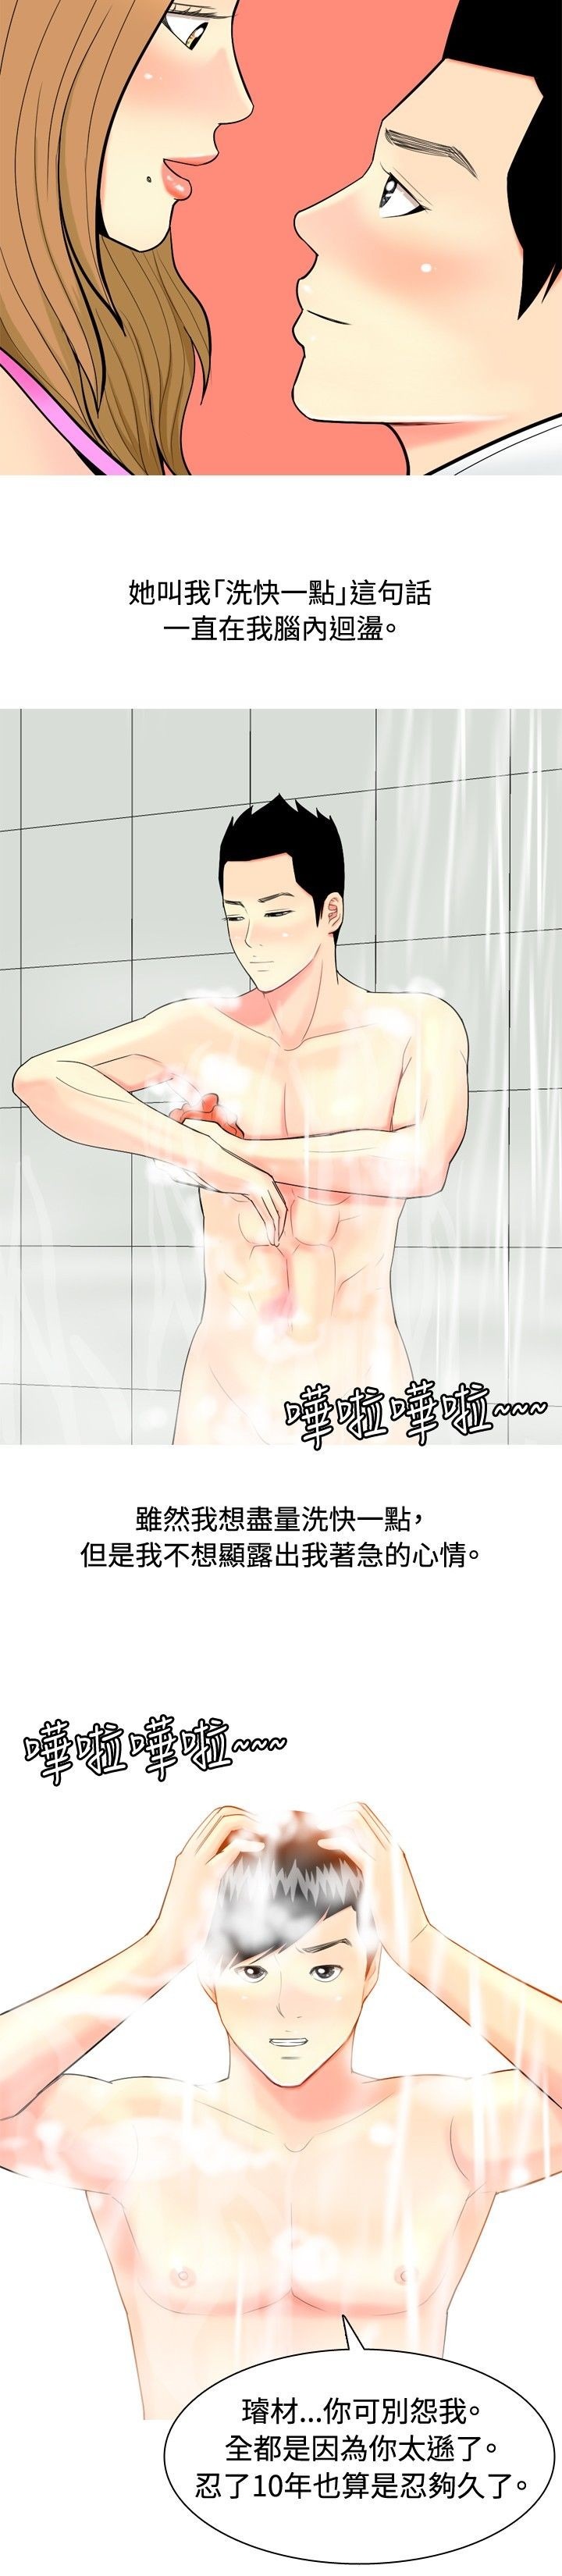 她叫我「洗快一點」這句話
一直在我腦內迴盪。
嘩啦嘩啦~~~
雖然我想盡量洗快一點，
但是我不想顯露出我著急的心情。
嘩啦嘩啦~~~
璿材...你可別怨我。
全都是因為你太遜了。
忍了10年也算是忍夠久了。